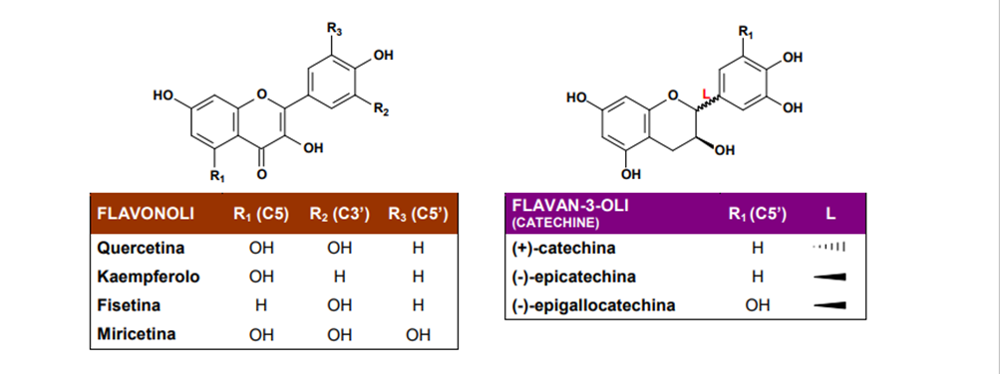 R3
OH
HO
O
R2
OH
R1
O
R1
OH
HO
O
L
OH
OH
OH
FLAVONOLI R1 (C5) R2 (C3’) R3 (C5’)
Quercetina OH OH H
Kaempferolo OH H H
Fisetina H OH H
Miricetina OH OH OH
FLAVAN-3-OLI
(CATECHINE) R1 (C5’) L
(+)-catechina H
(-)-epicatechina H
(-)-epigallocatechina OH